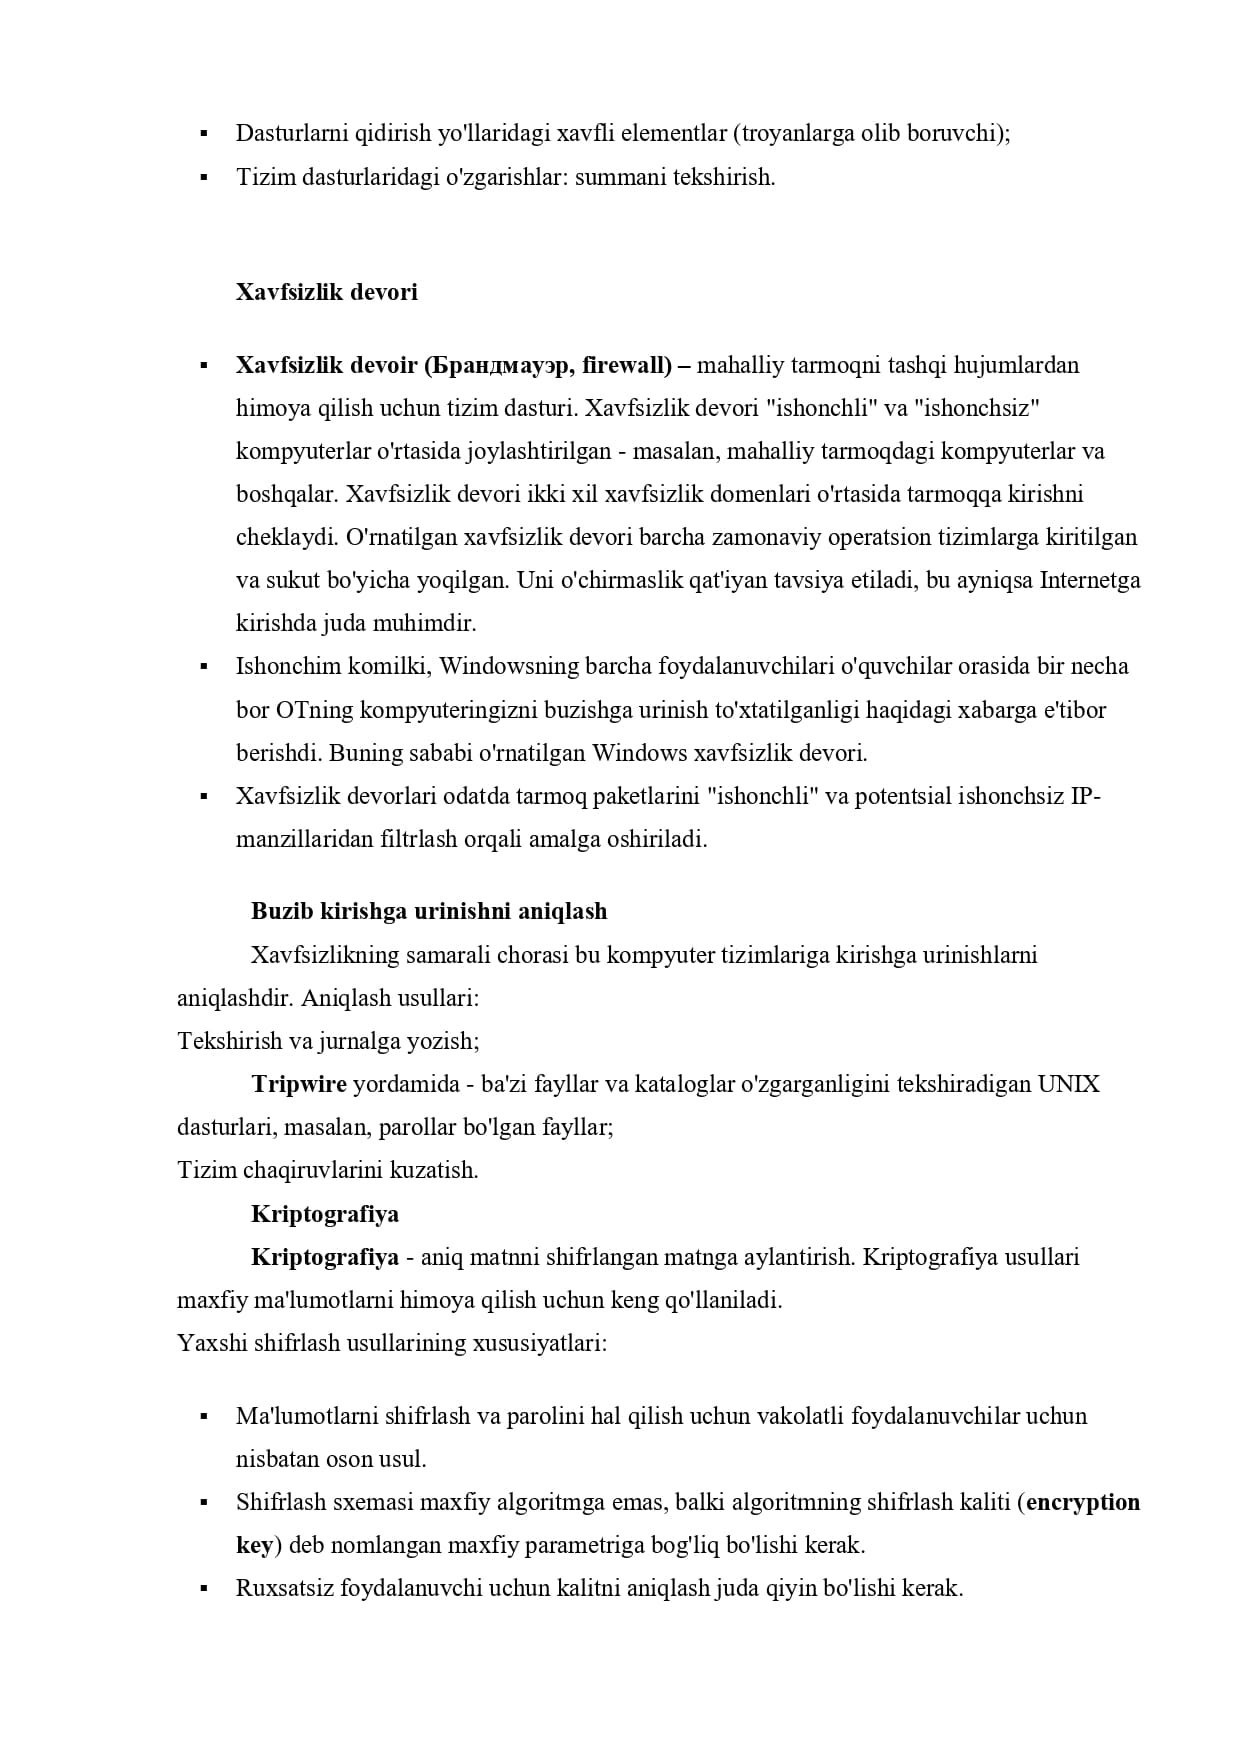 ▪ Dasturlarni qidirish yo'llaridagi xavfli elementlar (troyanlarga olib boruvchi);
▪ Tizim dasturlaridagi o'zgarishlar: summani tekshirish.
Xavfsizlik devori
▪ Xavfsizlik devoir (Брандмауэр, firewall) – mahalliy tarmoqni tashqi hujumlardan
himoya qilish uchun tizim dasturi. Xavfsizlik devori "ishonchli" va "ishonchsiz"
kompyuterlar o'rtasida joylashtirilgan - masalan, mahalliy tarmoqdagi kompyuterlar va
boshqalar. Xavfsizlik devori ikki xil xavfsizlik domenlari o'rtasida tarmoqqa kirishni
cheklaydi. O'rnatilgan xavfsizlik devori barcha zamonaviy operatsion tizimlarga kiritilgan
va sukut bo'yicha yoqilgan. Uni o'chirmaslik qat'iyan tavsiya etiladi, bu ayniqsa Internetga
kirishda juda muhimdir.
▪ Ishonchim komilki, Windowsning barcha foydalanuvchilari o'quvchilar orasida bir necha
bor OTning kompyuteringizni buzishga urinish to'xtatilganligi haqidagi xabarga e'tibor
berishdi. Buning sababi o'rnatilgan Windows xavfsizlik devori.
▪ Xavfsizlik devorlari odatda tarmoq paketlarini "ishonchli" va potentsial ishonchsiz IP-
manzillaridan filtrlash orqali amalga oshiriladi.
Buzib kirishga urinishni aniqlash
Xavfsizlikning samarali chorasi bu kompyuter tizimlariga kirishga urinishlarni
aniqlashdir. Aniqlash usullari:
Tekshirish va jurnalga yozish;
Tripwire yordamida - ba'zi fayllar va kataloglar o'zgarganligini tekshiradigan UNIX
dasturlari, masalan, parollar bo'lgan fayllar;
Tizim chaqiruvlarini kuzatish.
Kriptografiya
Kriptografiya - aniq matnni shifrlangan matnga aylantirish. Kriptografiya usullari
maxfiy ma'lumotlarni himoya qilish uchun keng qo'llaniladi.
Yaxshi shifrlash usullarining xususiyatlari:
▪ Ma'lumotlarni shifrlash va parolini hal qilish uchun vakolatli foydalanuvchilar uchun
nisbatan oson usul.
▪ Shifrlash sxemasi maxfiy algoritmga emas, balki algoritmning shifrlash kaliti (encryption
key) deb nomlangan maxfiy parametriga bog'liq bo'lishi kerak.
▪ Ruxsatsiz foydalanuvchi uchun kalitni aniqlash juda qiyin bo'lishi kerak.